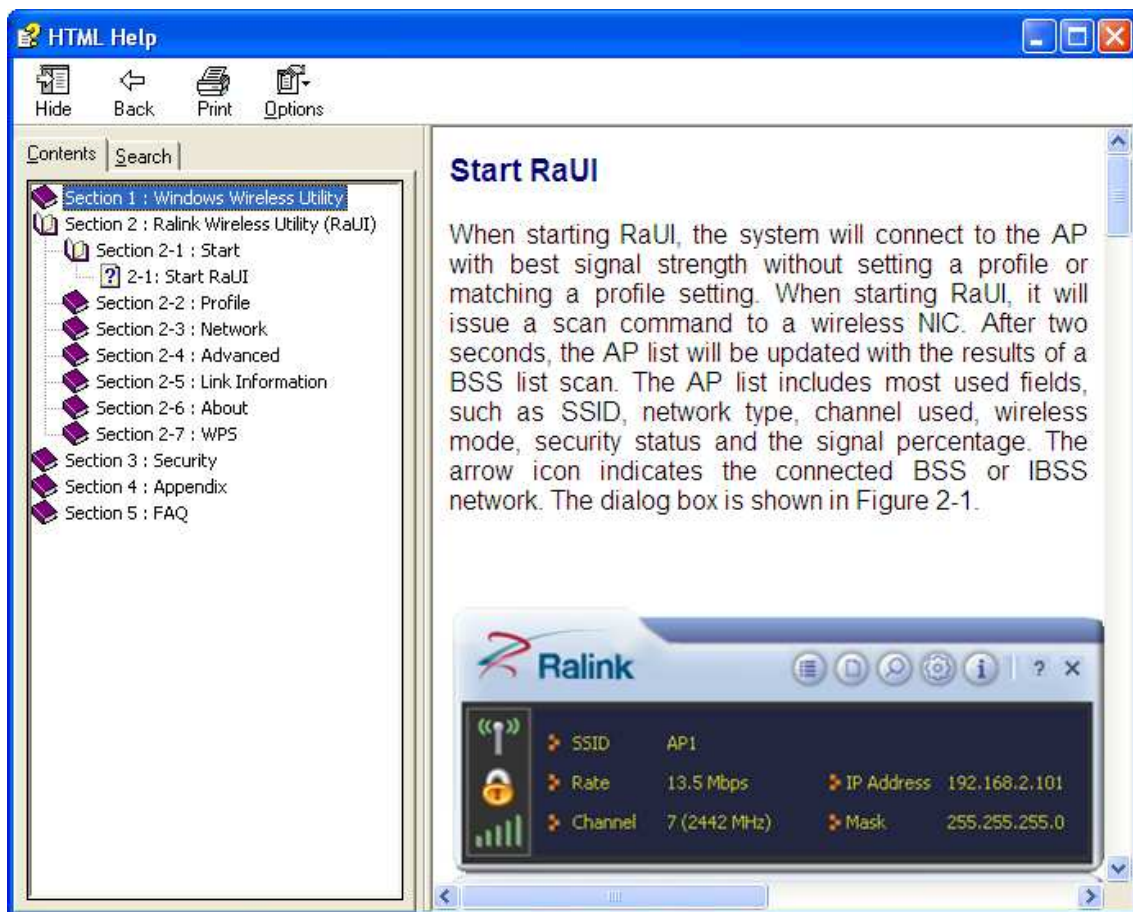 HTML Help
Hide Back Print Options
Contents Search
Section 1 : Windows Wireless Utility
Section 2 : Ralink Wireless Utility (RaUI)
Section 2-1 : Start
2-1: Start RaUI
Section 2-2 : Profile
Section 2-3 : Network
Section 2-4 : Advanced
Section 2-5 : Link Information
Section 2-6 : About
Section 2-7 : WPS
Section 3 : Security
Section 4 : Appendix
Section 5 : FAQ
Start RaUI
When starting RaUI, the system will connect to the AP
with best signal strength without setting a profile or
matching a profile setting. When starting RaUI, it will
issue a scan command to a wireless NIC. After two
seconds, the AP list will be updated with the results of a
BSS list scan. The AP list includes most used fields,
such as SSID, network type, channel used, wireless
mode, security status and the signal percentage. The
arrow icon indicates the connected BSS or IBSS
network. The dialog box is shown in Figure 2-1.
Ralink
SSID AP1
Rate 13.5 Mbps IP Address 192.168.2.101
Channel 7 (2442 MHz) Mask 255.255.255.0